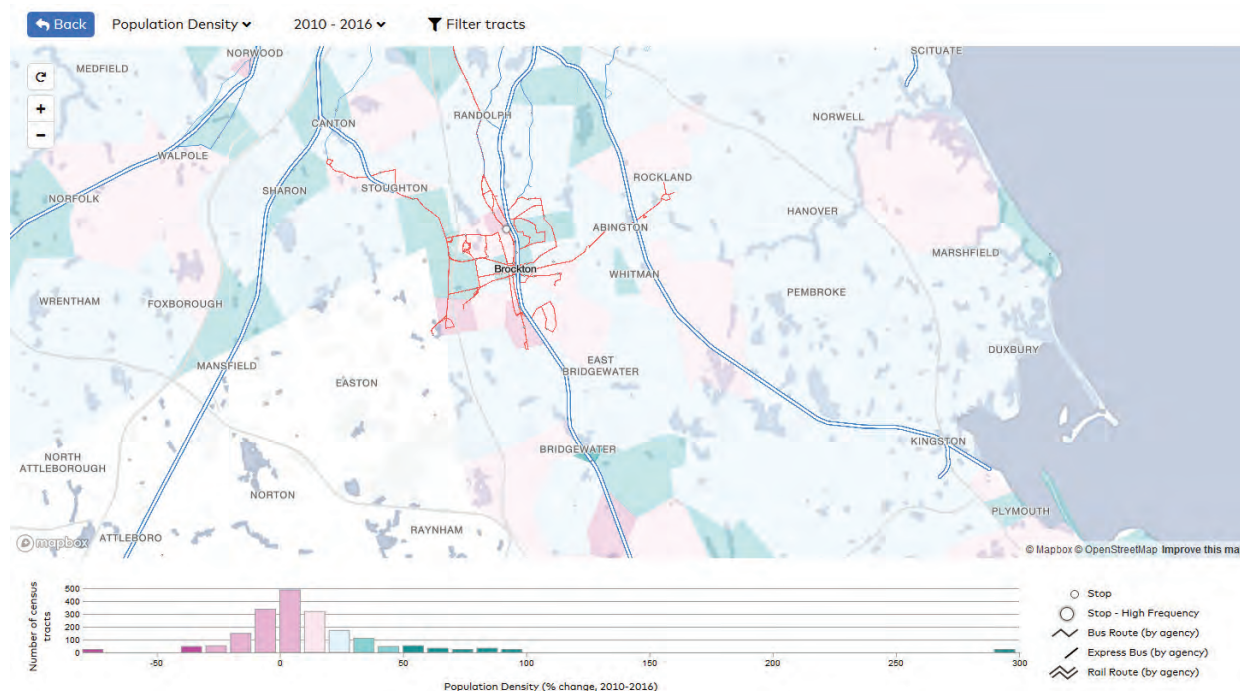 Back
Population Density
2010 - 2016
Filter tracts
+
−
NORWOOD
SCITUATE
MEDFIELD
RANDOLPH
NORWELL
CANTON
WALPOLE
ROCKLAND
SHARON
STOUGHTON
NORFOLK
HANOVER
ABINGTON
MARSHFIELD
Brockton
WHITMAN
PEMBROKE
WRENTHAM
FOXBOROUGH
DUXBURY
EAST
BRIDGEWATER
MANSFIELD
EASTON
KINGSTON
BRIDGEWATER
NORTH
ATTLEBOROUGH
NORTON
PLYMOUTH
RAYNHAM
ATTLEBORO
mapbox
© Mapbox © OpenStreetMap Improve this ma
Number of census
tracts
500
400
300
200
100
0
-50
0
50
100
150
200
250
300
Population Density (% change, 2010-2016)
Stop
Stop - High Frequency
Bus Route (by agency)
Express Bus (by agency)
Rail Route (by agency)